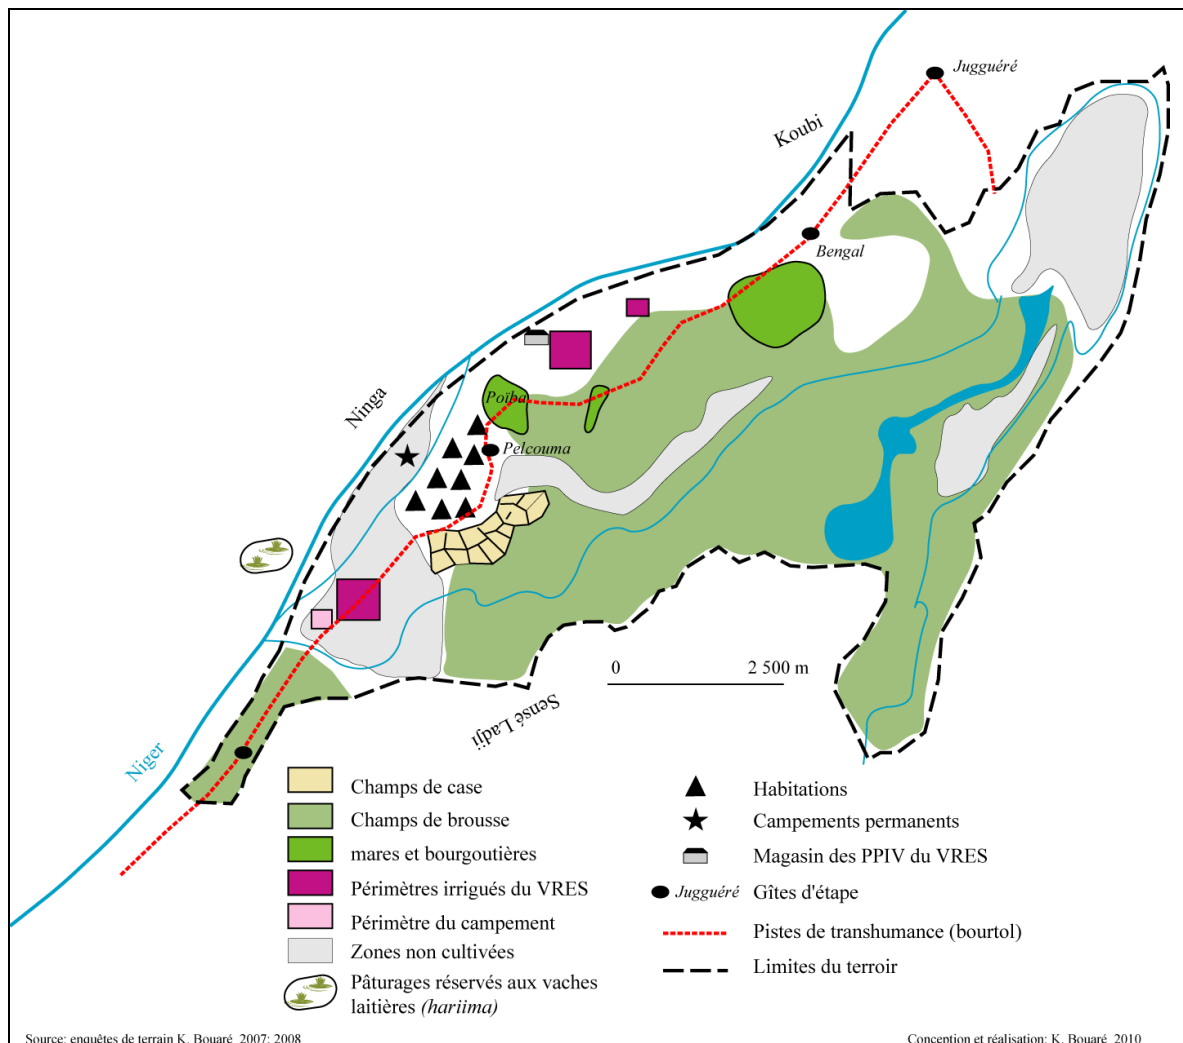 Jugguéré
Koubi
Bengal
Ninga
Poïba
Pelcouma
0 2 500 m
Sensé Ladji
Niger
Champs de case
Champs de brousse
mares et bourgoutières
Périmètres irrigués du VRES
Périmètre du campement
Zones non cultivées
Pâturages réservés aux vaches
laitières (hariima)
Habitations
Campements permanents
Magasin des PPIV du VRES
Jugguéré Gîtes d'étape
Pistes de transhumance (bourtol)
Limites du terroir
Source: enquêtes de terrain K. Bouaré 2007; 2008
Conception et réalisation: K. Bouaré 2010